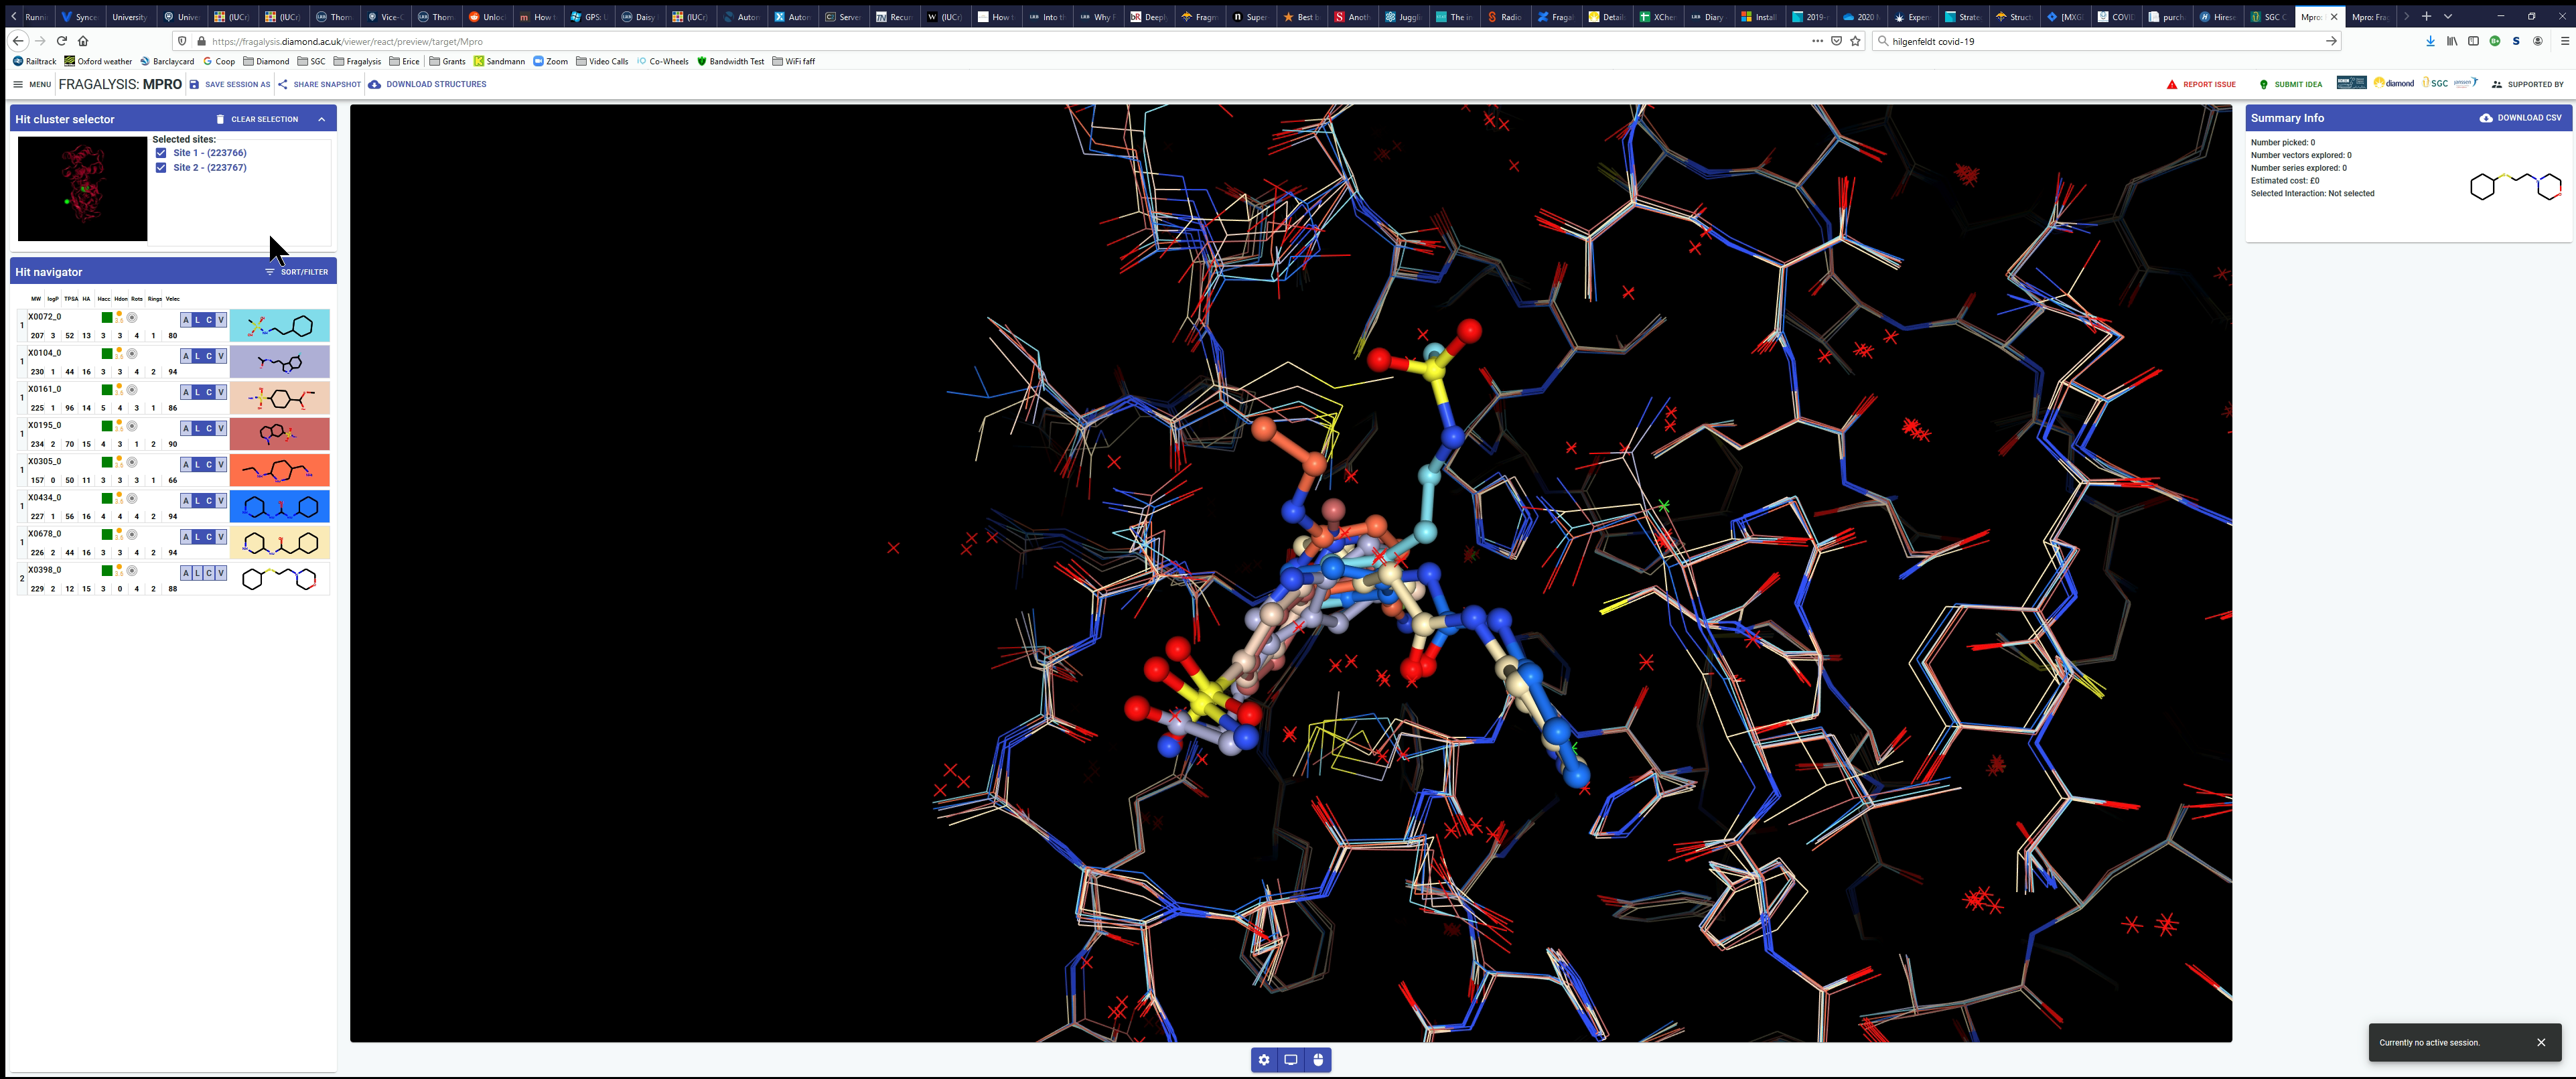 Runni
Synce
University
Unive
(IUCr)
(IUCr)
Thom
Vice-C
Thom
Unloc
How t
GPS: U
Daisy
(IUCr)
Auton
Auton
Server
Recun
(IUCr)
How t
Into th
Why F
Deepl
Fragm
Super
Best b
Anoth
Juggli
The in
Radio
Fragal
Detail
XChen
Diary
Install
2019-n
2020 N
Expen
Strate
Struct
[MXG
COVID
purch
Hirese
SGC C
Mpro:
Mpro: Frag
https://fragalysis.diamond.ac.uk/viewer/react/preview/target/Mpro
hilgenfeldt covid-19
Railtrack
Oxford weather
Barclaycard
Coop
Diamond
SGC
Fragalysis
Erice
Grants
Sandmann
Zoom
Video Calls
Co-Wheels
Bandwidth Test
WiFi faff
MENU
FRAGALYSIS: MPRO
SAVE SESSION AS
SHARE SNAPSHOT
DOWNLOAD STRUCTURES
REPORT ISSUE
SUBMIT IDEA
diamond
SGC
janssen
SUPPORTED BY
Hit cluster selector
CLEAR SELECTION
Selected sites:
Site 1 - (223766)
Site 2 - (223767)
Hit navigator
SORT/FILTER
MW logP TPSA HA Hacc Hdon Rots Rings Velec
1 X0072_0 A L C V
207 3 52 13 3 3 4 1 80
1 X0104_0 A L C V
230 1 44 16 3 3 4 2 94
1 X0161_0 A L C V
225 1 96 14 5 4 3 1 86
1 X0195_0 A L C V
234 2 70 15 4 3 1 2 90
1 X0305_0 A L C V
157 0 50 11 3 3 3 1 66
1 X0434_0 A L C V
227 1 56 16 4 4 4 2 94
1 X0678_0 A L C V
226 2 44 16 3 3 4 2 94
2 X0398_0 A L C V
229 2 12 15 3 0 4 2 88
Summary Info
DOWNLOAD CSV
Number picked: 0
Number vectors explored: 0
Number series explored: 0
Estimated cost: £0
Selected Interaction: Not selected
Currently no active session.